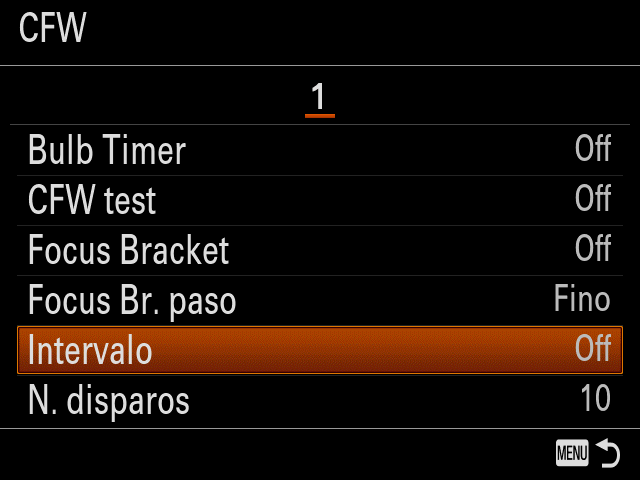 CFW
1
Bulb Timer Off
CFW test Off
Focus Bracket Off
Focus Br. paso Fino
Intervalo Off
N. disparos 10
MENU